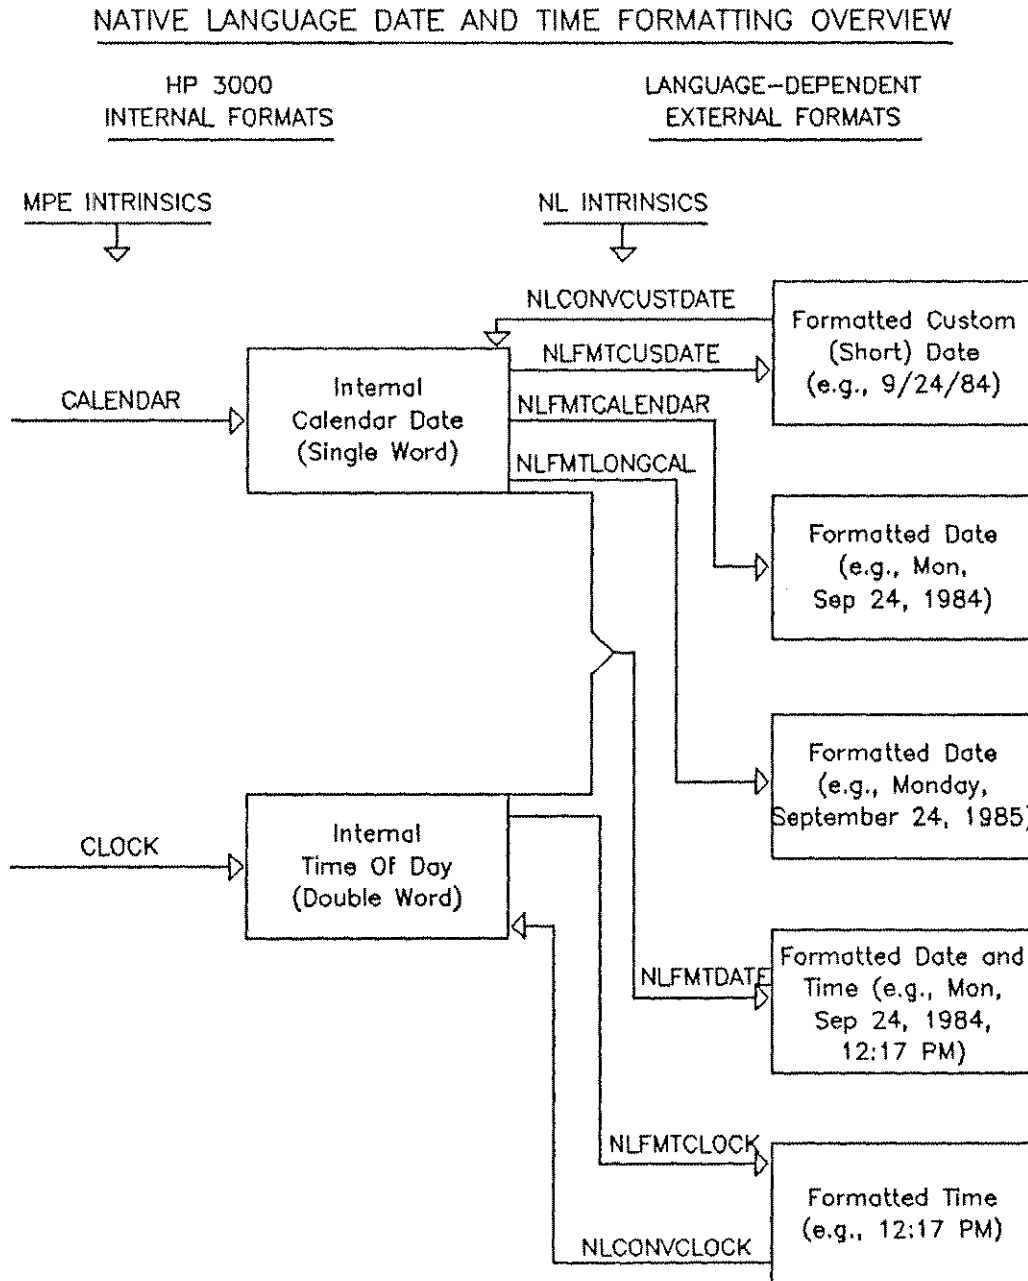 NATIVE LANGUAGE DATE AND TIME FORMATTING OVERVIEW
HP 3000
INTERNAL FORMATS
LANGUAGE-DEPENDENT
EXTERNAL FORMATS
MPE INTRINSICS
NL INTRINSICS
NLCONVCUSTDATE
NLFMTCUSDATE
Formatted Custom
(Short) Date
(e.g., 9/24/84)
CALENDAR
Internal
Calendar Date
(Single Word)
NLFMTCALENDAR
NLFMTLONGCAL
Formatted Date
(e.g., Mon,
Sep 24, 1984)
Formatted Date
(e.g., Monday,
September 24, 1985)
CLOCK
Internal
Time Of Day
(Double Word)
NLFMTDATE
Formatted Date and
Time (e.g., Mon,
Sep 24, 1984,
12:17 PM)
NLFMTCLOCK
NLCONVCLOCK
Formatted Time
(e.g., 12:17 PM)